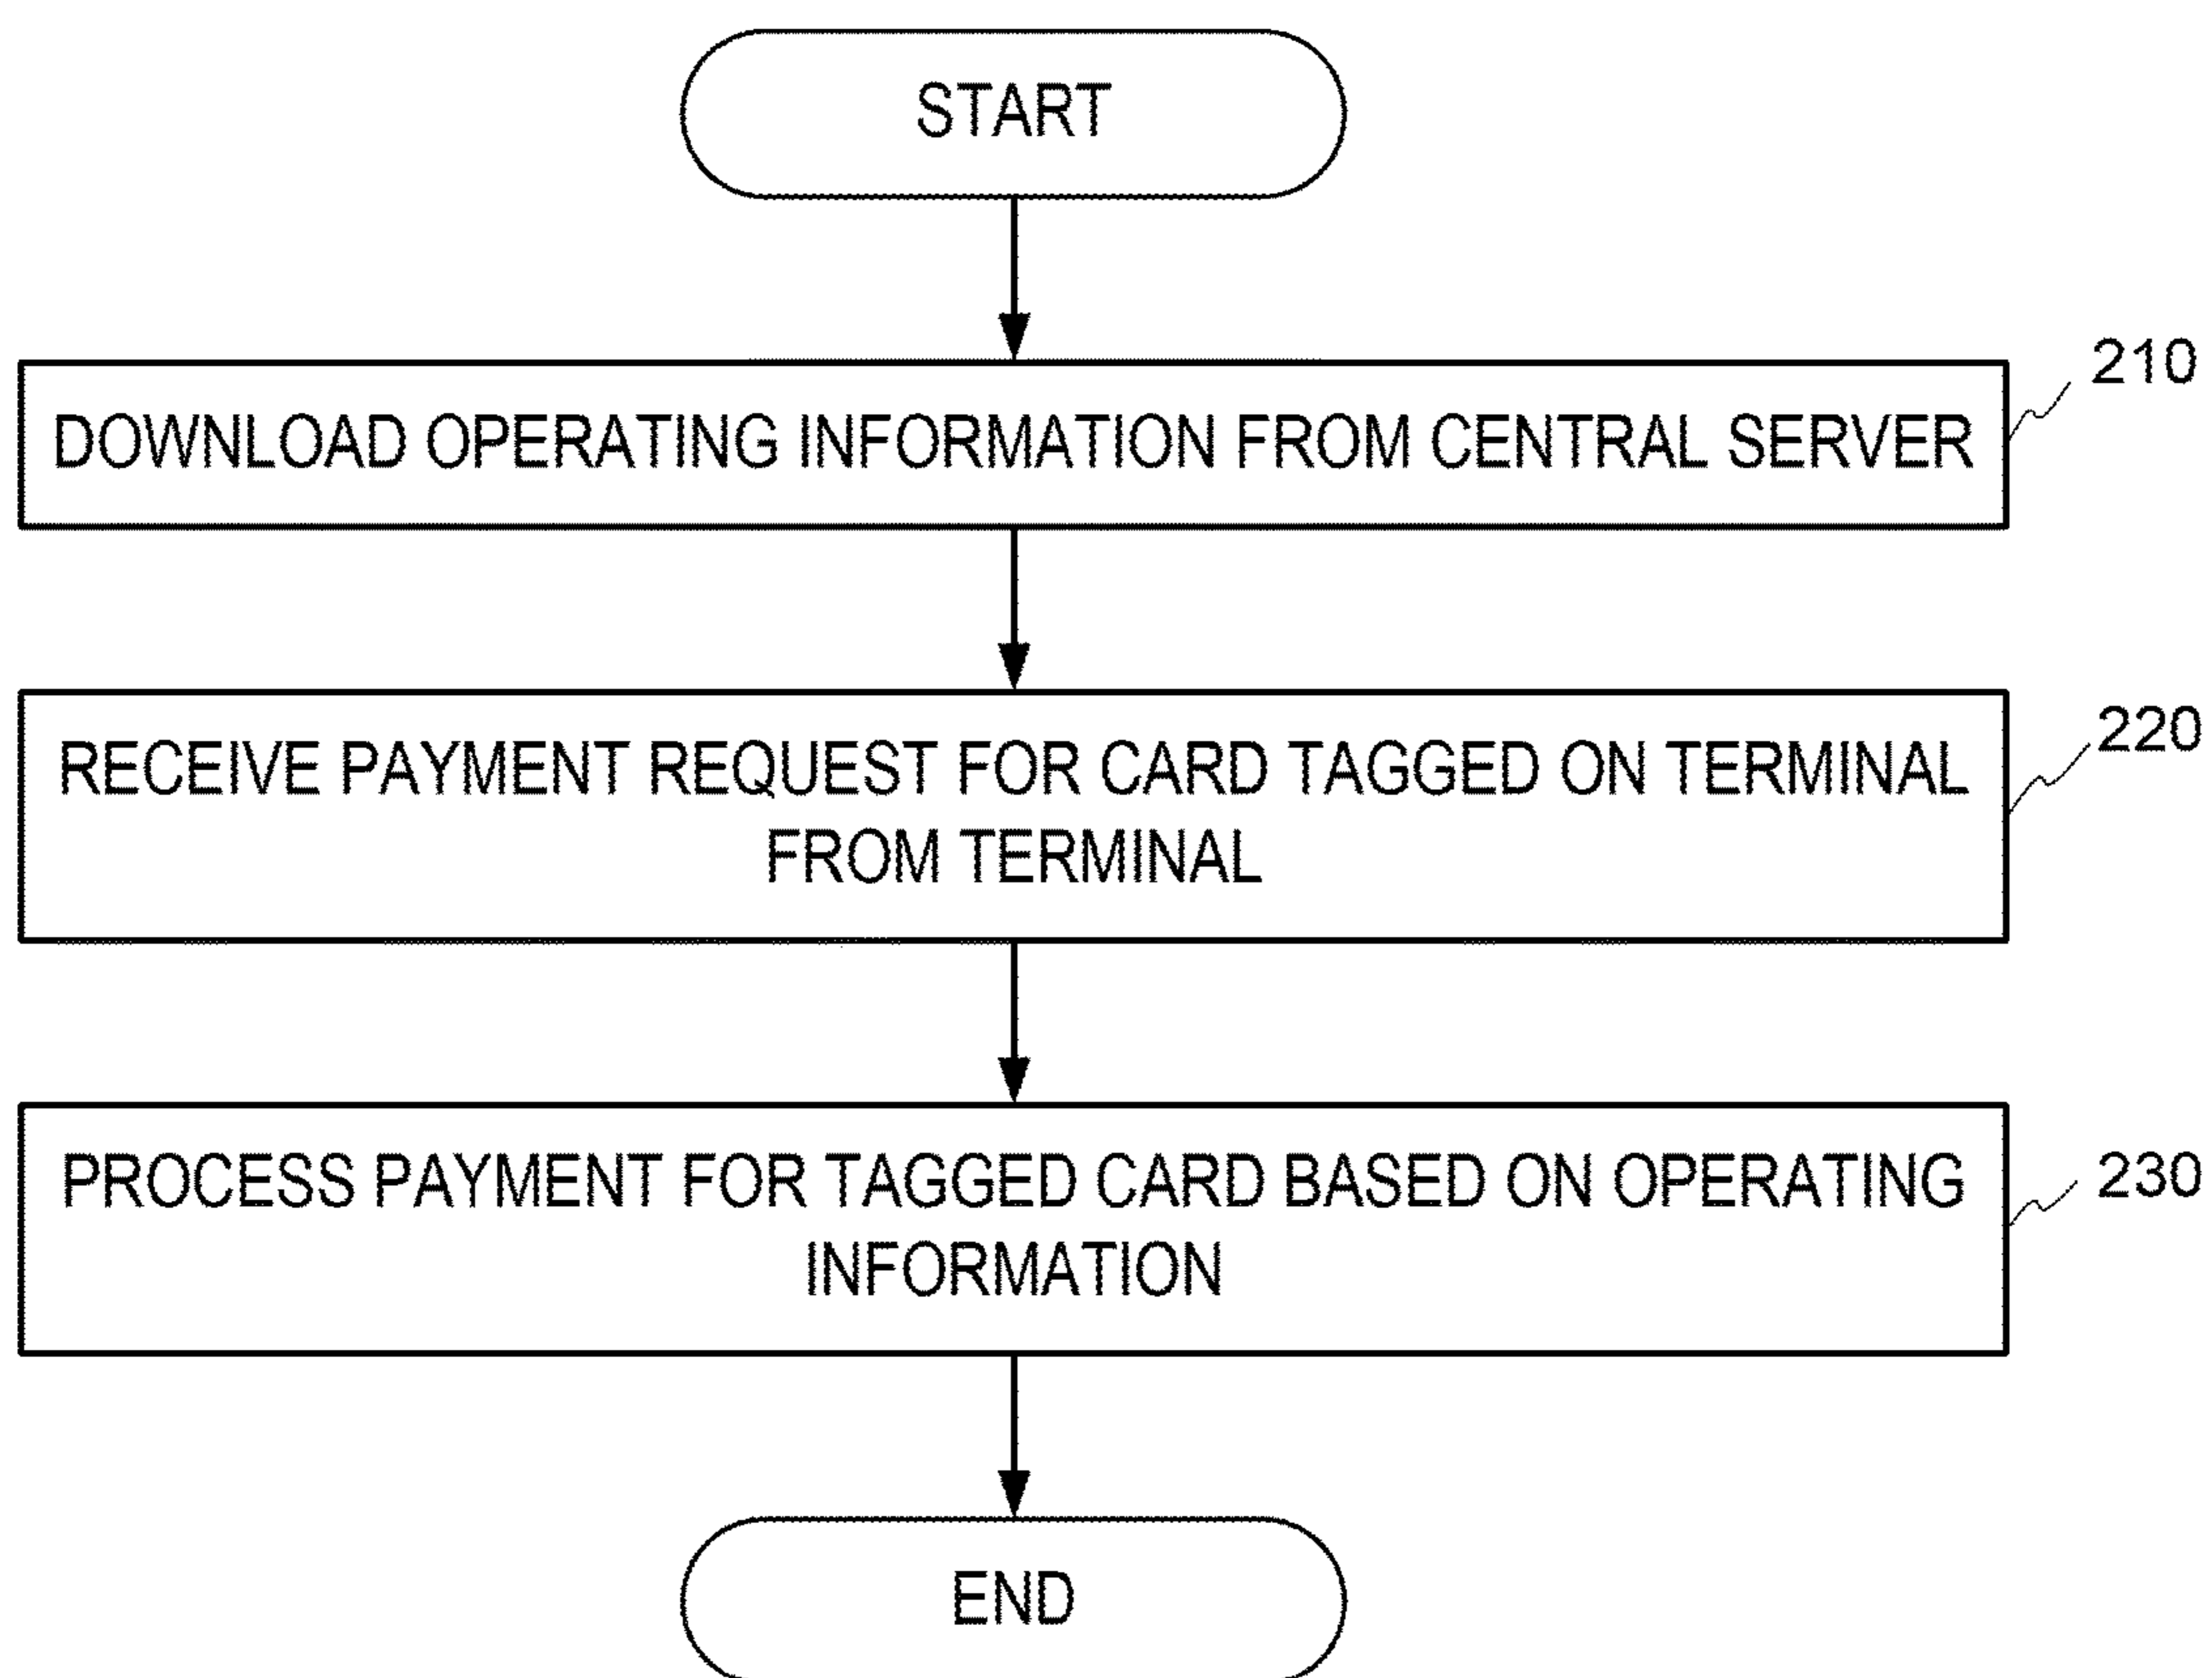 START
210
DOWNLOAD OPERATING INFORMATION FROM CENTRAL SERVER
220
RECEIVE PAYMENT REQUEST FOR CARD TAGGED ON TERMINAL
FROM TERMINAL
230
PROCESS PAYMENT FOR TAGGED CARD BASED ON OPERATING
INFORMATION
END